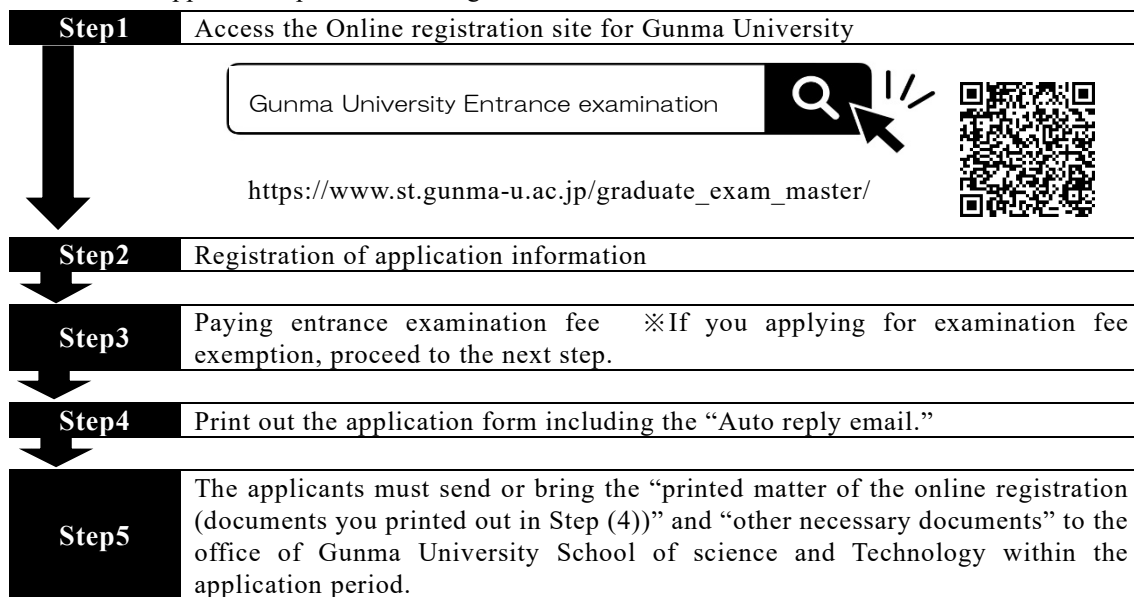 Step1 Access the Online registration site for Gunma University
Gunma University Entrance examination
https://www.st.gunma-u.ac.jp/graduate_exam_master/
Step2 Registration of application information
Step3 Paying entrance examination fee ※If you applying for examination fee
exemption, proceed to the next step.
Step4 Print out the application form including the “Auto reply email.”
The applicants must send or bring the “printed matter of the online registration
(documents you printed out in Step (4))” and “other necessary documents” to the
Step5 office of Gunma University School of science and Technology within the
application period.